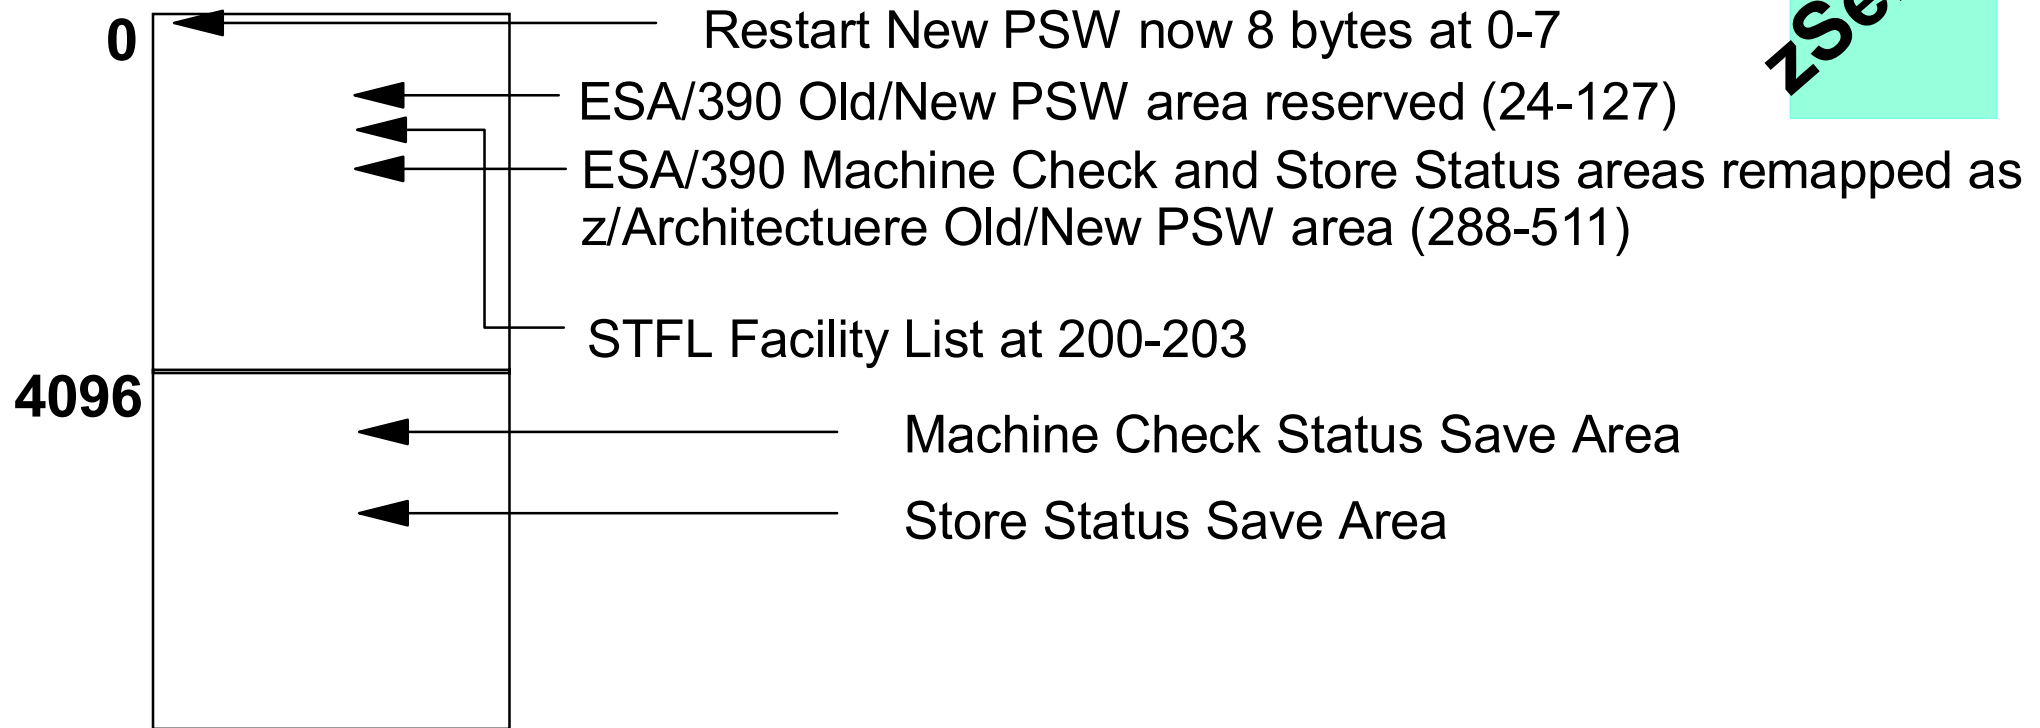 0
Restart New PSW now 8 bytes at 0-7
ESA/390 Old/New PSW area reserved (24-127)
ESA/390 Machine Check and Store Status areas remapped as
z/Architectuere Old/New PSW area (288-511)
STFL Facility List at 200-203
4096
Machine Check Status Save Area
Store Status Save Area